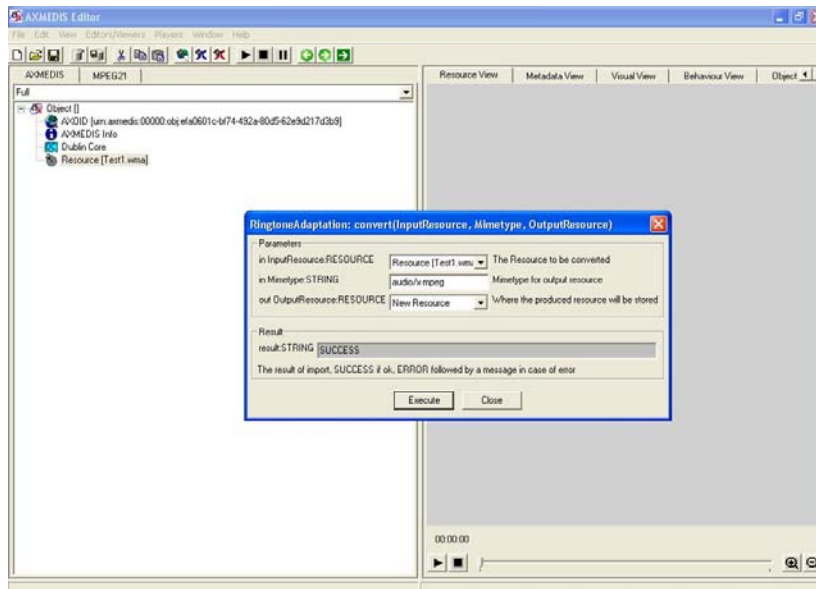 AXMEDIS Editor
File Edit View Editors/Viewers Players Window Help
AXMEDIS MPEG21
Resource View Metadata View Visual View Behaviour View Object
Full
Object []
AXOID [urn:axmedis:00000:obj:efa0601c-bf74-492a-80d5-62e9d217d3b9]
AXMEDIS Info
Dublin Core
Resource [Test1.wma]
RingtoneAdaptation: convert(InputResource, Mimetype, OutputResource)
Parameters
in InputResource:RESOURCE Resource [Test1.wma The Resource to be converted
in Mimetype:STRING audio/x-mpeg Mimetype for output resource
out OutputResource:RESOURCE New Resource Where the produced resource will be stored
Result
result:STRING SUCCESS
The result of import, SUCCESS if ok, ERROR followed by a message in case of error
Execute Close
00:00:00